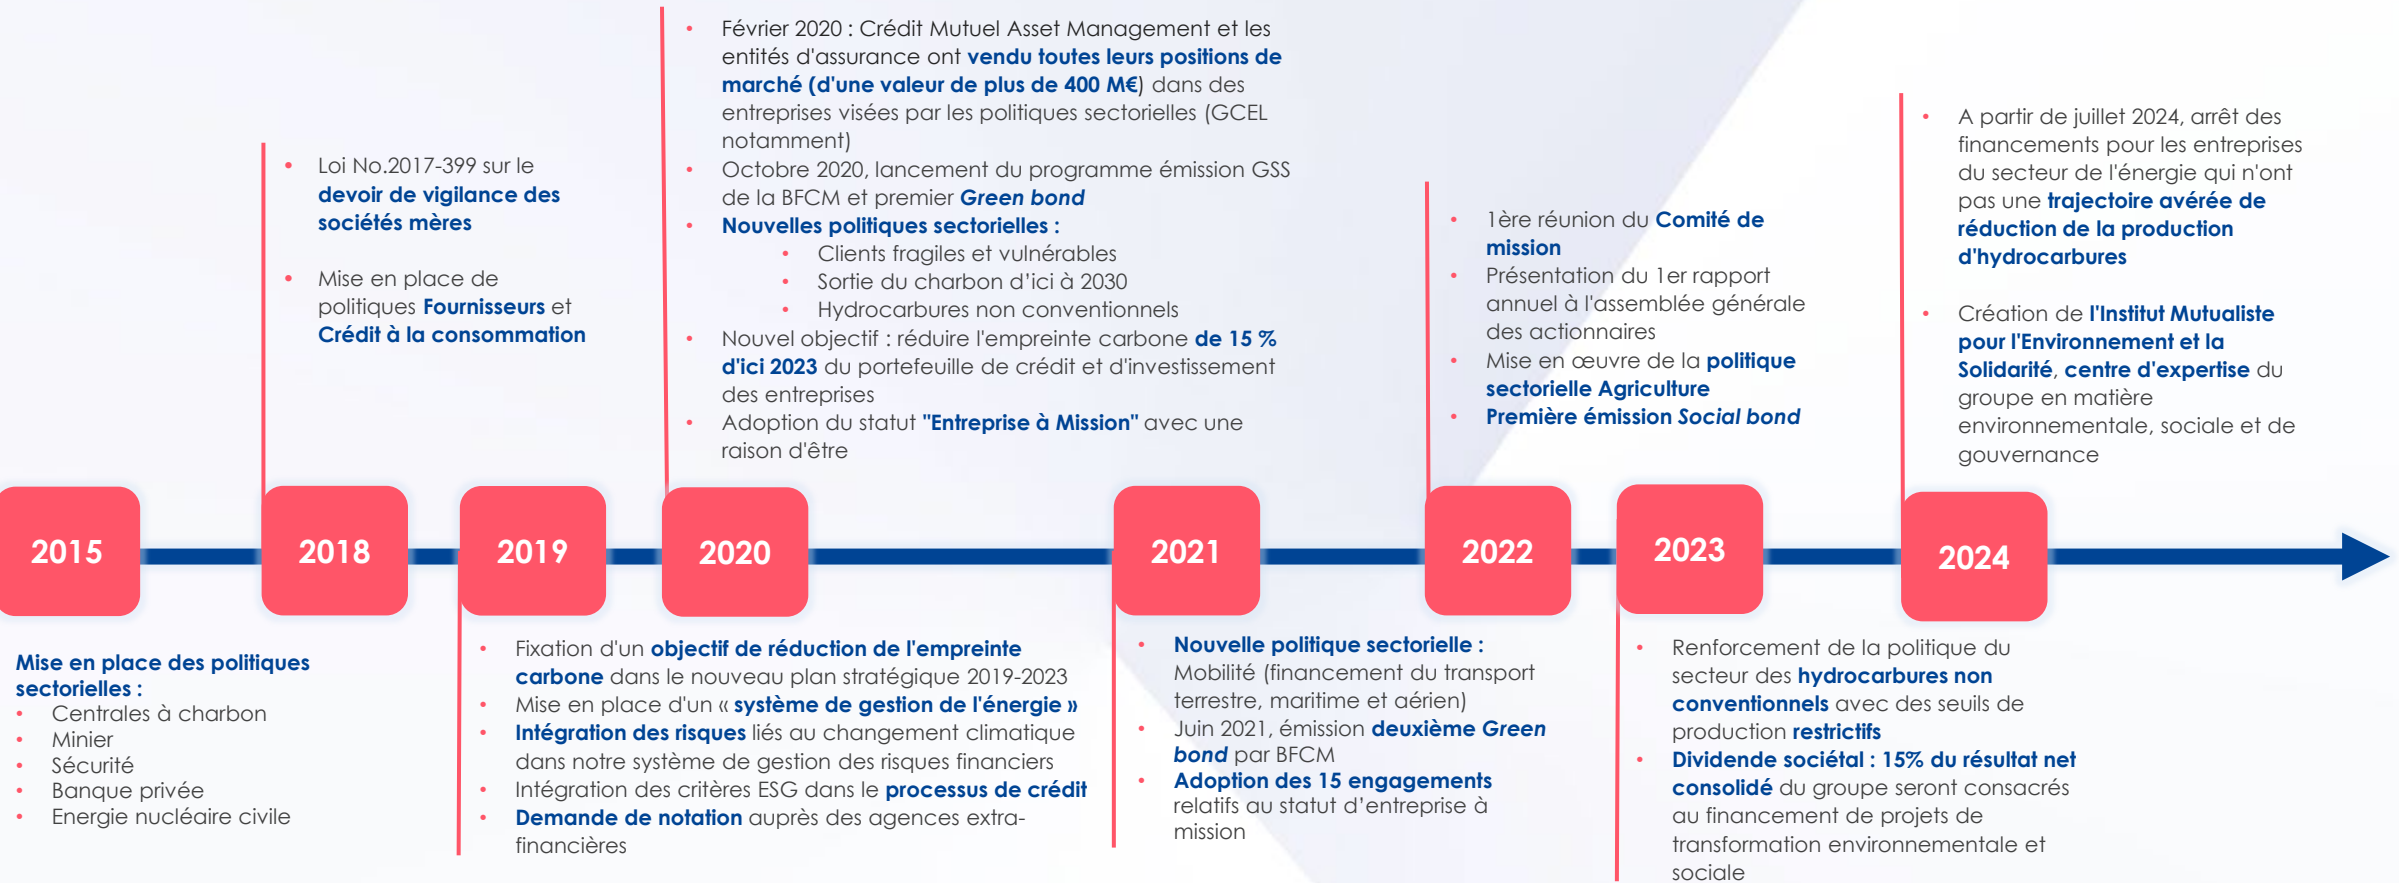 2015
Mise en place des politiques
sectorielles :
• Centrales à charbon
• Minier
• Sécurité
• Banque privée
• Energie nucléaire civile
• Loi No.2017-399 sur le
devoir de vigilance des
sociétés mères
• Mise en place de
politiques Fournisseurs et
Crédit à la consommation
2018
2019
• Fixation d'un objectif de réduction de l'empreinte
carbone dans le nouveau plan stratégique 2019-2023
• Mise en place d'un « système de gestion de l'énergie »
• Intégration des risques liés au changement climatique
dans notre système de gestion des risques financiers
• Intégration des critères ESG dans le processus de crédit
• Demande de notation auprès des agences extra-
financières
• Février 2020 : Crédit Mutuel Asset Management et les
entités d'assurance ont vendu toutes leurs positions de
marché (d'une valeur de plus de 400 M€) dans des
entreprises visées par les politiques sectorielles (GCEL
notamment)
• Octobre 2020, lancement du programme émission GSS
de la BFCM et premier Green bond
• Nouvelles politiques sectorielles :
• Clients fragiles et vulnérables
• Sortie du charbon d’ici à 2030
• Hydrocarbures non conventionnels
• Nouvel objectif : réduire l'empreinte carbone de 15 %
d'ici 2023 du portefeuille de crédit et d'investissement
des entreprises
• Adoption du statut "Entreprise à Mission" avec une
raison d'être
2020
2021
• Nouvelle politique sectorielle :
Mobilité (financement du transport
terrestre, maritime et aérien)
• Juin 2021, émission deuxième Green
bond par BFCM
• Adoption des 15 engagements
relatifs au statut d’entreprise à
mission
• 1ère réunion du Comité de
mission
• Présentation du 1er rapport
annuel à l'assemblée générale
des actionnaires
• Mise en œuvre de la politique
sectorielle Agriculture
• Première émission Social bond
2022
2023
• Renforcement de la politique du
secteur des hydrocarbures non
conventionnels avec des seuils de
production restrictifs
• Dividende sociétal : 15% du résultat net
consolidé du groupe seront consacrés
au financement de projets de
transformation environnementale et
sociale
• A partir de juillet 2024, arrêt des
financements pour les entreprises
du secteur de l'énergie qui n'ont
pas une trajectoire avérée de
réduction de la production
d'hydrocarbures
• Création de l'Institut Mutualiste
pour l'Environnement et la
Solidarité, centre d'expertise du
groupe en matière
environnementale, sociale et de
gouvernance
2024